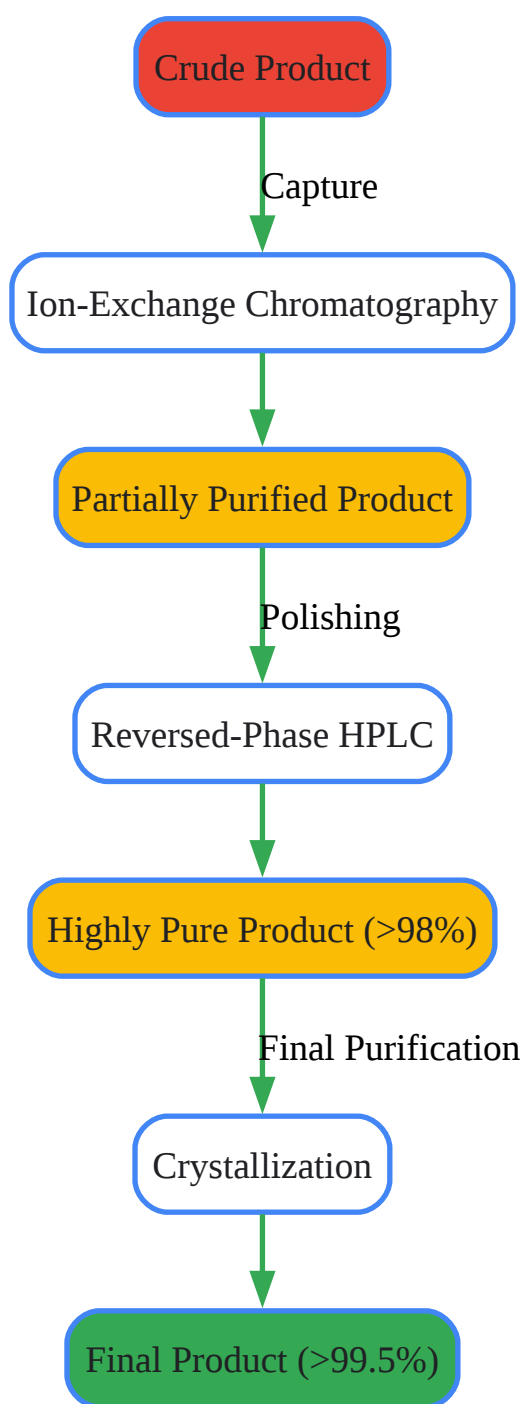 Crude Product
Capture
Ion-Exchange Chromatography
Partially Purified Product
Polishing
Reversed-Phase HPLC
Highly Pure Product (>98%)
Final Purification
Crystallization
Final Product (>99.5%)